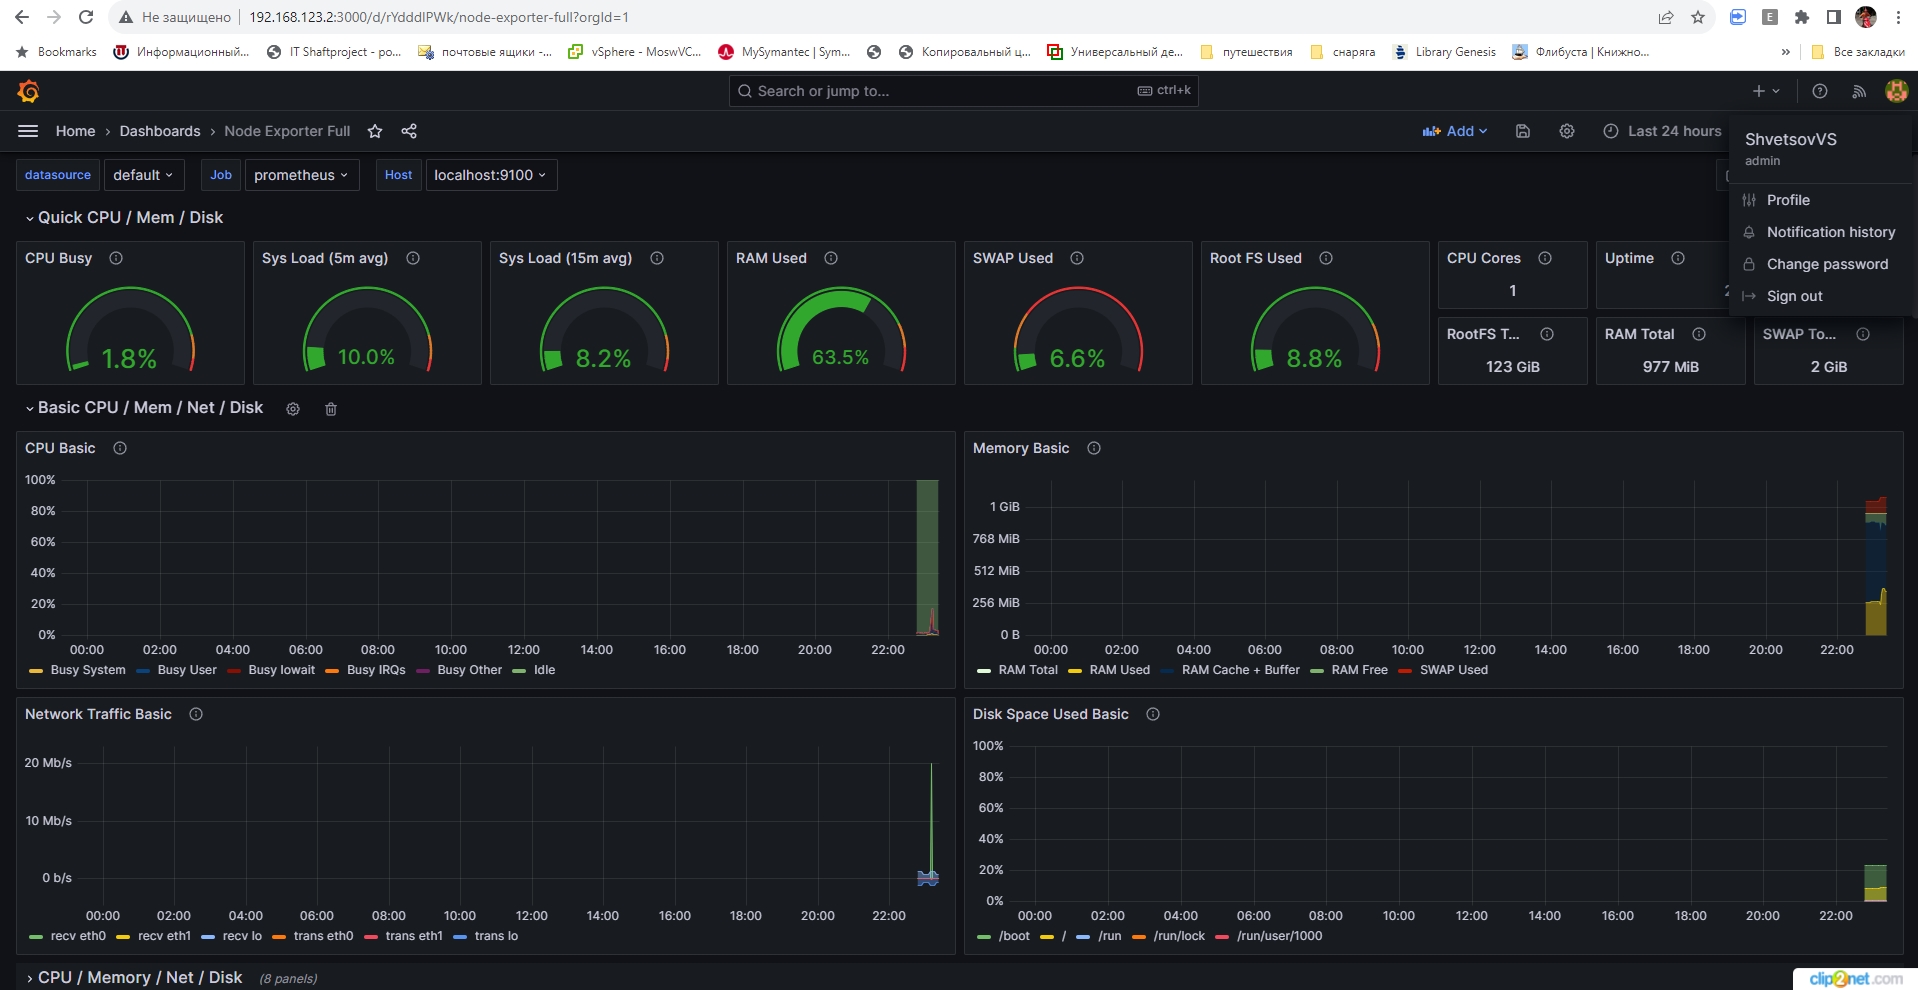 Не защищено 192.168.123.2:3000/d/rYdddlPWk/node-exporter-full?orgId=1
Bookmarks Информационный... IT Shaftproject - po... почтовые ящики -... vSphere - MoswVC... MySymantec | Sym... Копировальный ц... Универсальный де... путешествия снаряга Library Genesis Флибуста | Книжно... » Все закладки
Search or jump to... ctrl+k
Home › Dashboards › Node Exporter Full Add Last 24 hours
ShvetsovVS
admin
Profile
Notification history
Change password
Sign out
datasource default Job prometheus Host localhost:9100
Quick CPU / Mem / Disk
CPU Busy Sys Load (5m avg) Sys Load (15m avg) RAM Used SWAP Used Root FS Used CPU Cores Uptime
1
1.8% 10.0% 8.2% 63.5% 6.6% 8.8%
RootFS T... RAM Total SWAP To...
123 GiB 977 MiB 2 GiB
Basic CPU / Mem / Net / Disk
CPU Basic
100%
80%
60%
40%
20%
0%
00:00 02:00 04:00 06:00 08:00 10:00 12:00 14:00 16:00 18:00 20:00 22:00
Busy System Busy User Busy Iowait Busy IRQs Busy Other Idle
Memory Basic
1 GiB
768 MiB
512 MiB
256 MiB
0 B
00:00 02:00 04:00 06:00 08:00 10:00 12:00 14:00 16:00 18:00 20:00 22:00
RAM Total RAM Used RAM Cache + Buffer RAM Free SWAP Used
Network Traffic Basic
20 Mb/s
10 Mb/s
0 b/s
00:00 02:00 04:00 06:00 08:00 10:00 12:00 14:00 16:00 18:00 20:00 22:00
recv eth0 recv eth1 recv lo trans eth0 trans eth1 trans lo
Disk Space Used Basic
100%
80%
60%
40%
20%
0%
00:00 02:00 04:00 06:00 08:00 10:00 12:00 14:00 16:00 18:00 20:00 22:00
/boot / /run /run/lock /run/user/1000
CPU / Memory / Net / Disk (8 panels)
clip2net.com